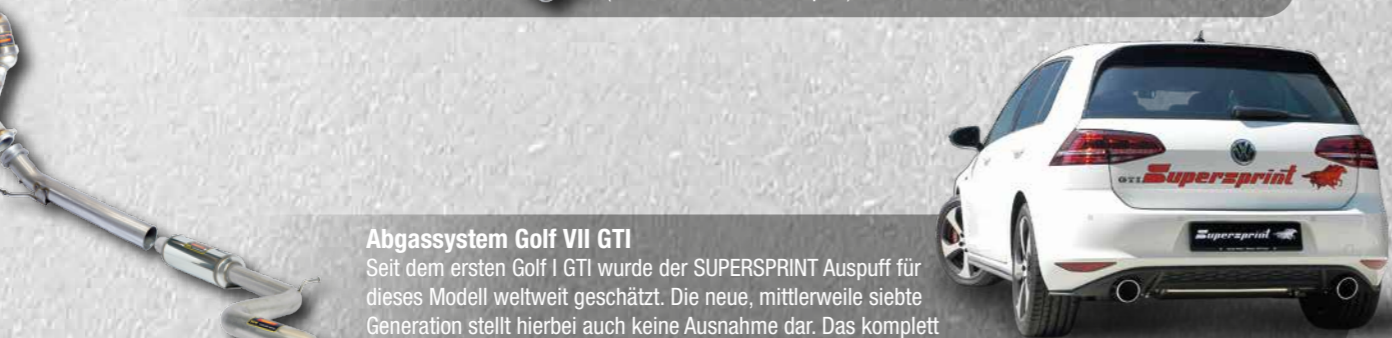 Abgassystem Golf VII GTI
Seit dem ersten Golf I GTI wurde der SUPERSPRINT Auspuff für
dieses Modell weltweit geschätzt. Die neue, mittlerweile siebte
Generation stellt hierbei auch keine Ausnahme dar. Das komplett
GTI Supersprint
Supersprint